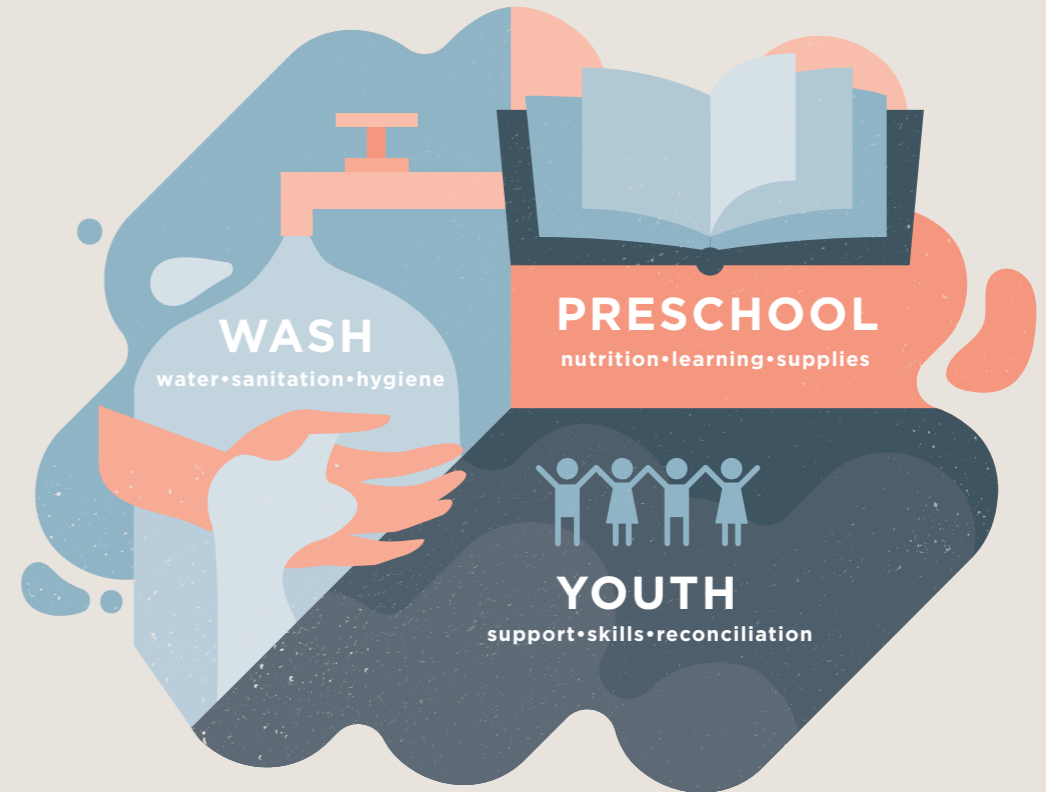 WASH
water•sanitation•hygiene
PRESCHOOL
nutrition•learning•supplies
YOUTH
support•skills•reconciliation